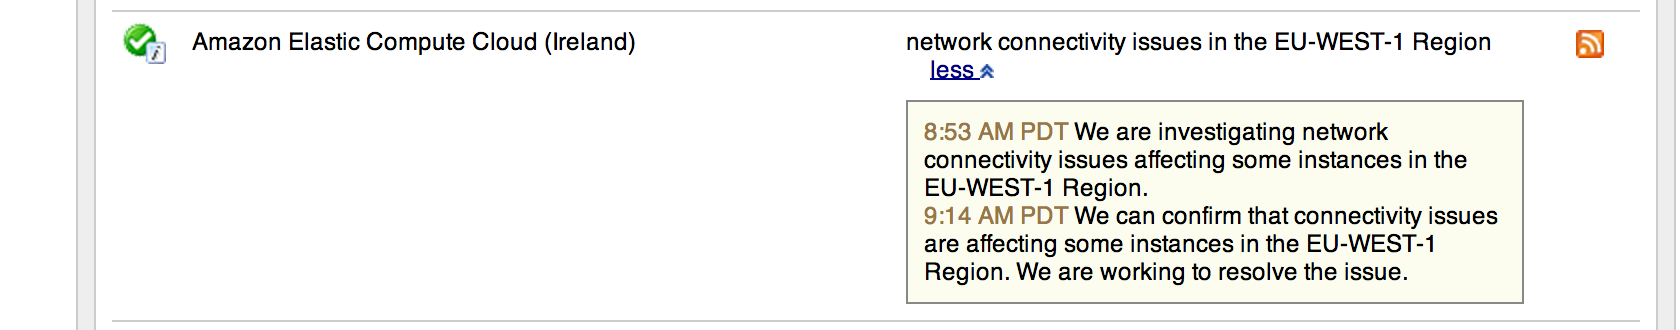 Amazon Elastic Compute Cloud (Ireland)
network connectivity issues in the EU-WEST-1 Region
less
8:53 AM PDT We are investigating network
connectivity issues affecting some instances in the
EU-WEST-1 Region.
9:14 AM PDT We can confirm that connectivity issues
are affecting some instances in the EU-WEST-1
Region. We are working to resolve the issue.